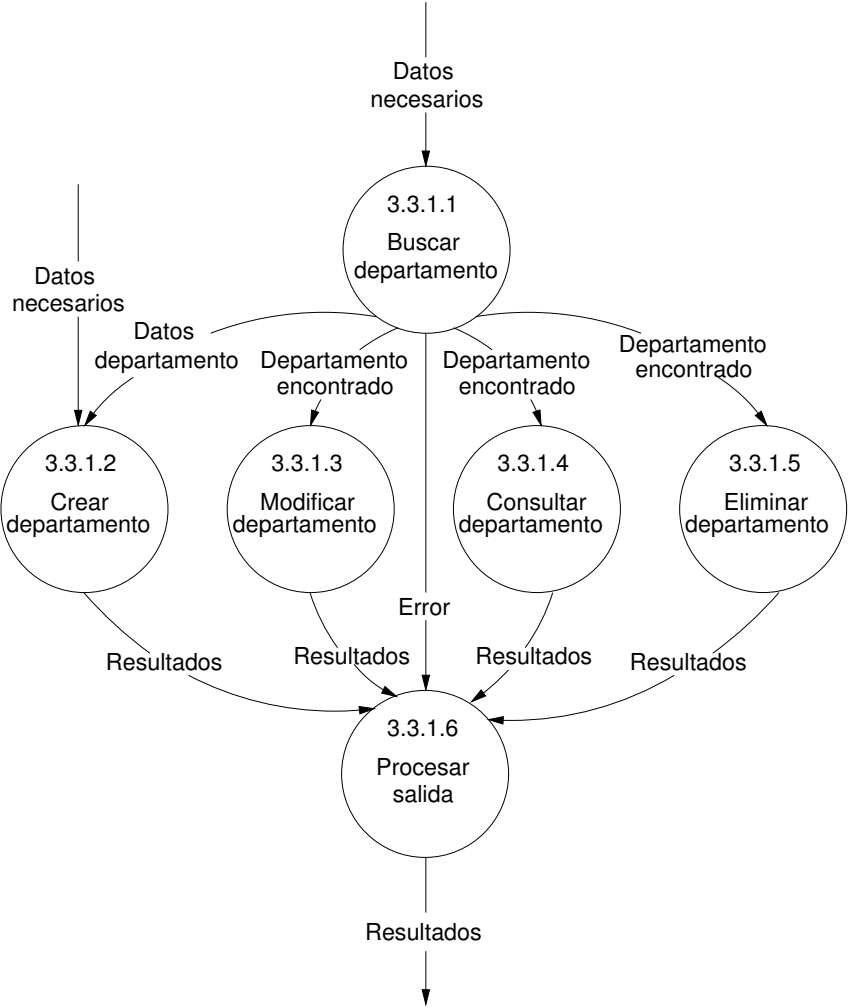 Datos
necesarios
3.3.1.1
Buscar
departamento
Datos
necesarios
Datos
departamento
Departamento
encontrado
Departamento
encontrado
Departamento
encontrado
3.3.1.2
Crear
departamento
3.3.1.3
Modificar
departamento
3.3.1.4
Consultar
departamento
3.3.1.5
Eliminar
departamento
Error
Resultados
Resultados
Resultados
Resultados
3.3.1.6
Procesar
salida
Resultados